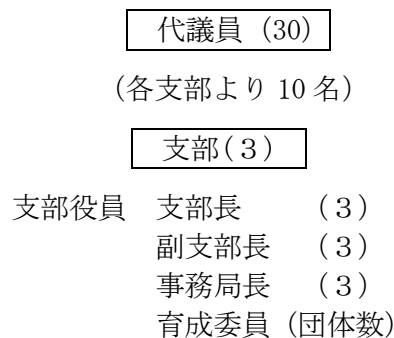 代議員 (30)
(各支部より 10 名)
支部(３)
支部役員 支部長 (３)
副支部長 (３)
事務局長 (３)
育成委員 (団体数)